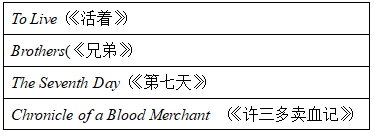 To Live (《活着》)
Brothers(《兄弟》)
The Seventh Day (《第七天》)
Chronicle of a Blood Merchant (《许三多卖血记》)